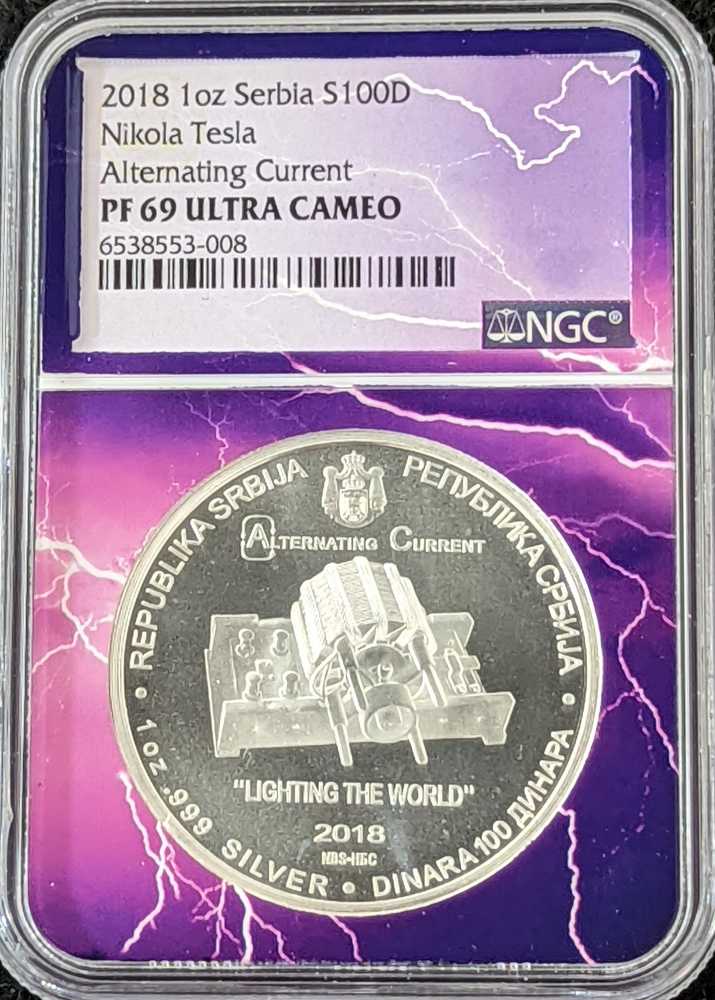 2018 1oz Serbia S100D
Nikola Tesla
Alternating Current
PF 69 ULTRA CAMEO
6538553-008
NGC®
REPUBLIKA SRBIJA
РЕПУБЛИКА СРБИЈА
ALTERNATING CURRENT
"LIGHTING THE WORLD"
2018
NBS-НБС
• 1 oz .999 SILVER • DINARA 100 ДИНАРА •